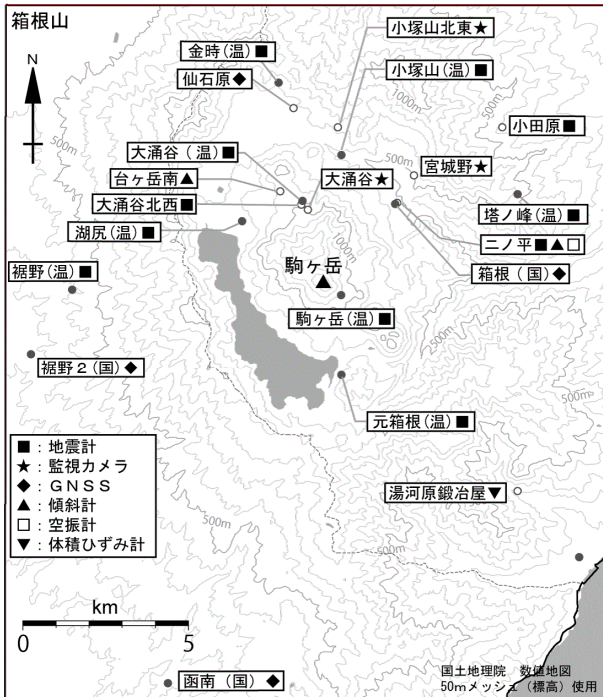 箱根山
N
小塚山北東★
金時(温)■
小塚山(温)■
仙石原◆
1000m
500m
小田原■
大涌谷(温)■
500m
宮城野★
台ヶ岳南▲
大涌谷★
大涌谷北西■
塔ノ峰(温)■
湖尻(温)■
二ノ平■▲□
1000m
箱根(国)◆
駒ヶ岳
裾野(温)■
駒ヶ岳(温)■
500m
裾野2(国)◆
500m
元箱根(温)■
■:地震計
★:監視カメラ
◆:GNSS
▲:傾斜計
□:空振計
▼:体積ひずみ計
湯河原鍛冶屋▼
500m
500m
km
0 5
函南(国)◆
国土地理院 数値地図
50mメッシュ(標高)使用